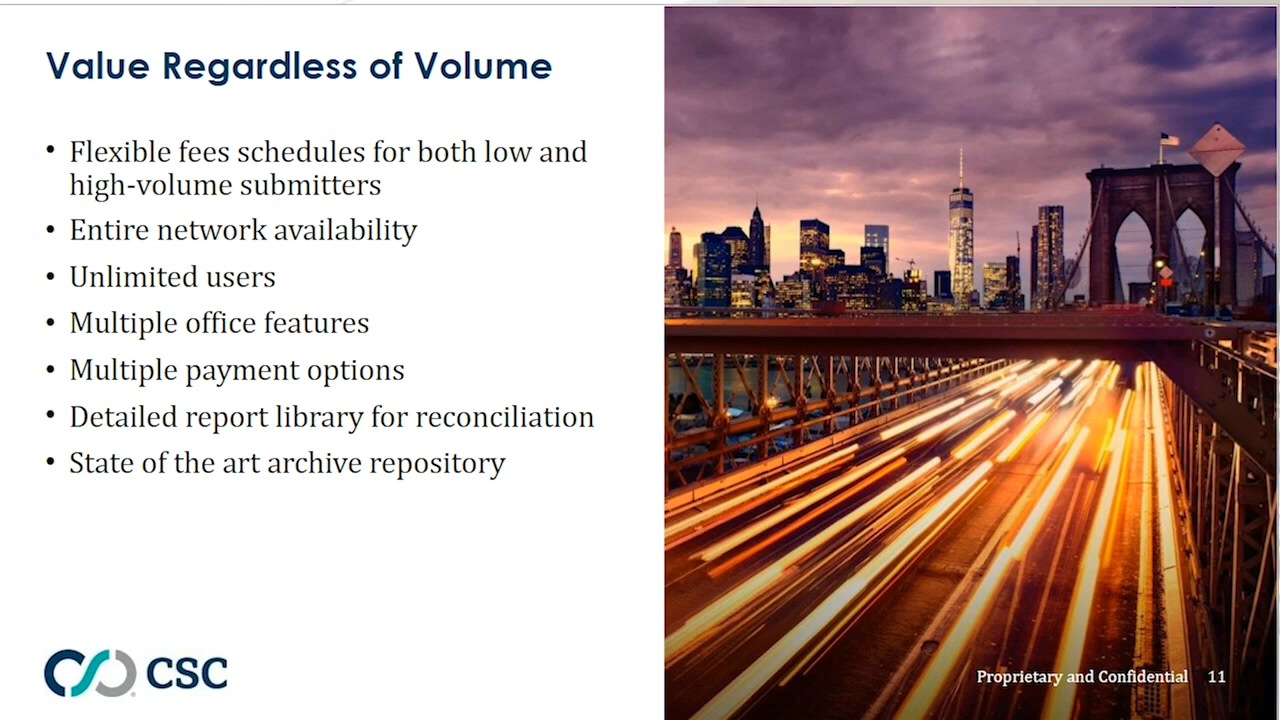 Value Regardless of Volume
• Flexible fees schedules for both low and
high-volume submitters
• Entire network availability
• Unlimited users
• Multiple office features
• Multiple payment options
• Detailed report library for reconciliation
• State of the art archive repository
CSC
Proprietary and Confidential 11